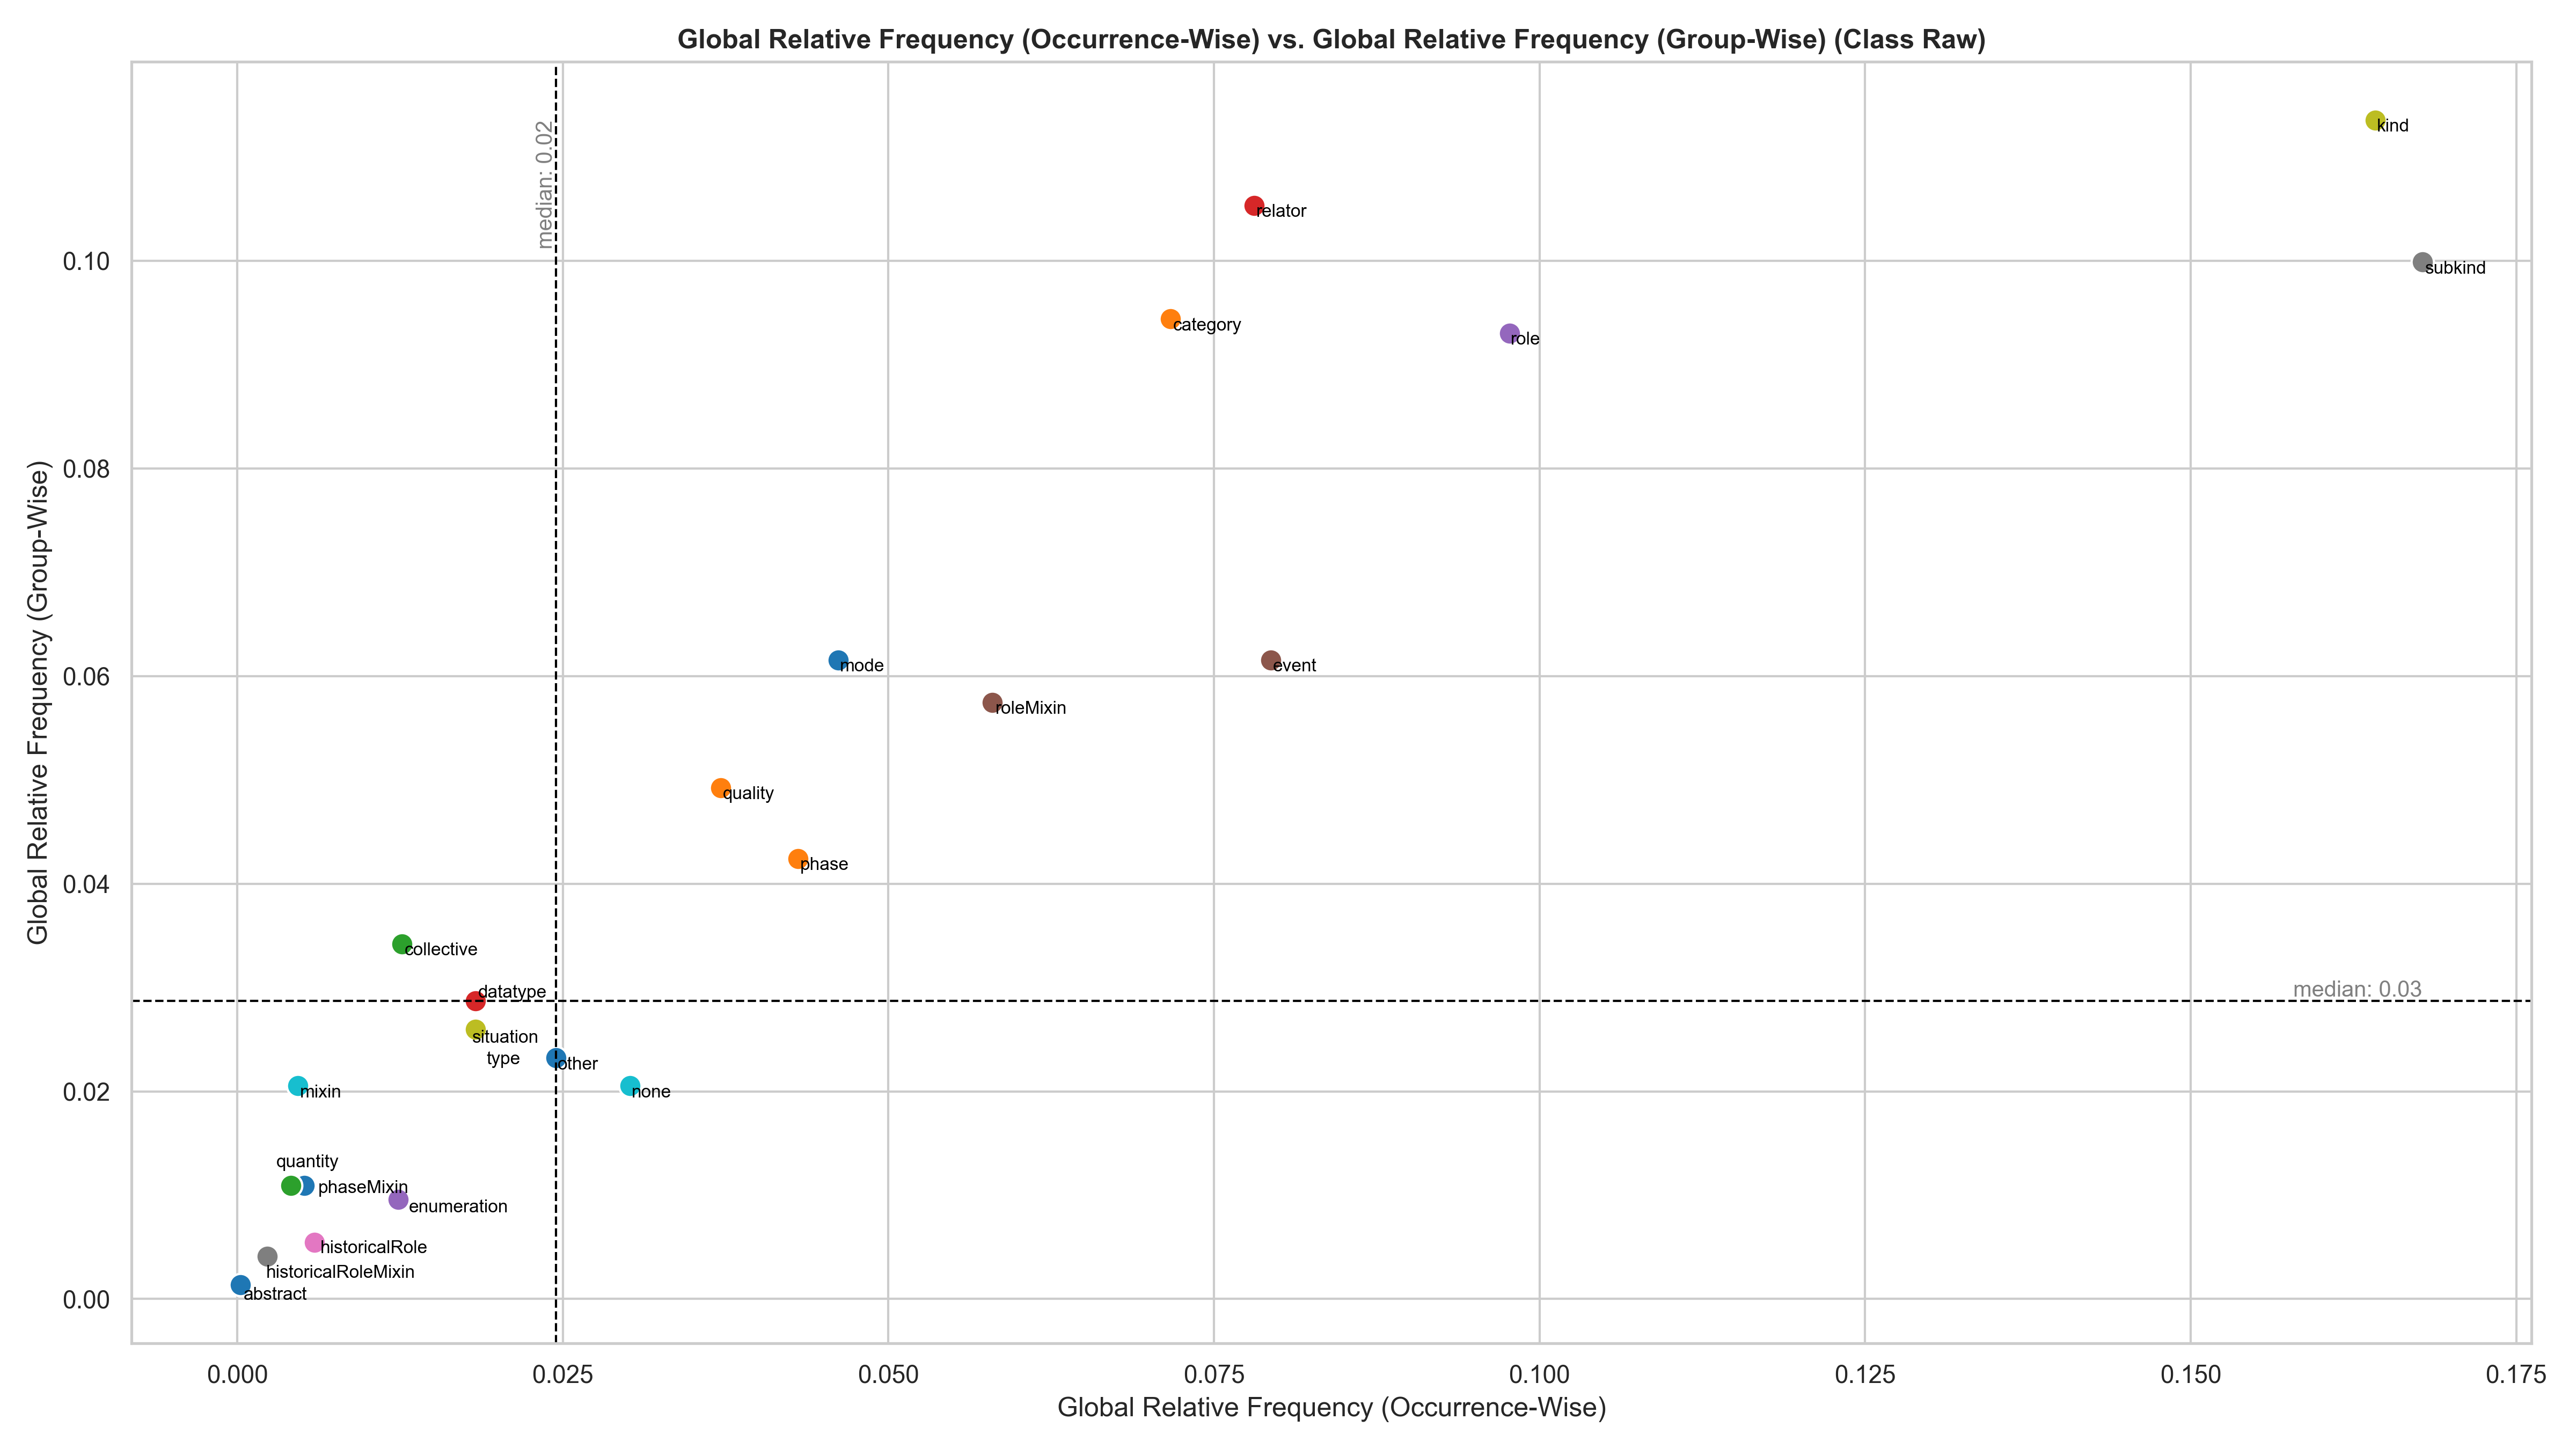 Global Relative Frequency (Occurrence-Wise) vs. Global Relative Frequency (Group-Wise) (Class Raw)
Global Relative Frequency (Group-Wise)
0.10
0.08
0.06
0.04
0.02
0.00
median: 0.02
kind
relator
subkind
category
role
mode
event
roleMixin
quality
phase
collective
datatype
median: 0.03
situation
type
other
mixin
none
quantity
phaseMixin
enumeration
historicalRole
historicalRoleMixin
abstract
0.000
0.025
0.050
0.075
0.100
0.125
0.150
0.175
Global Relative Frequency (Occurrence-Wise)